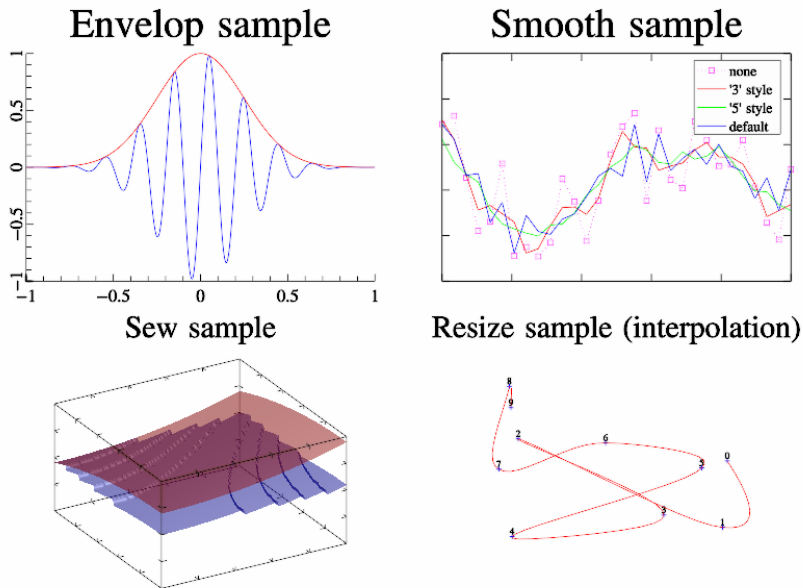 Envelop sample
Smooth sample
1
0.5
0
−0.5
−1
−1
−0.5
0
0.5
1
none
'3' style
'5' style
default
Sew sample
Resize sample (interpolation)
8
9
2
6
0
7
5
3
1
4